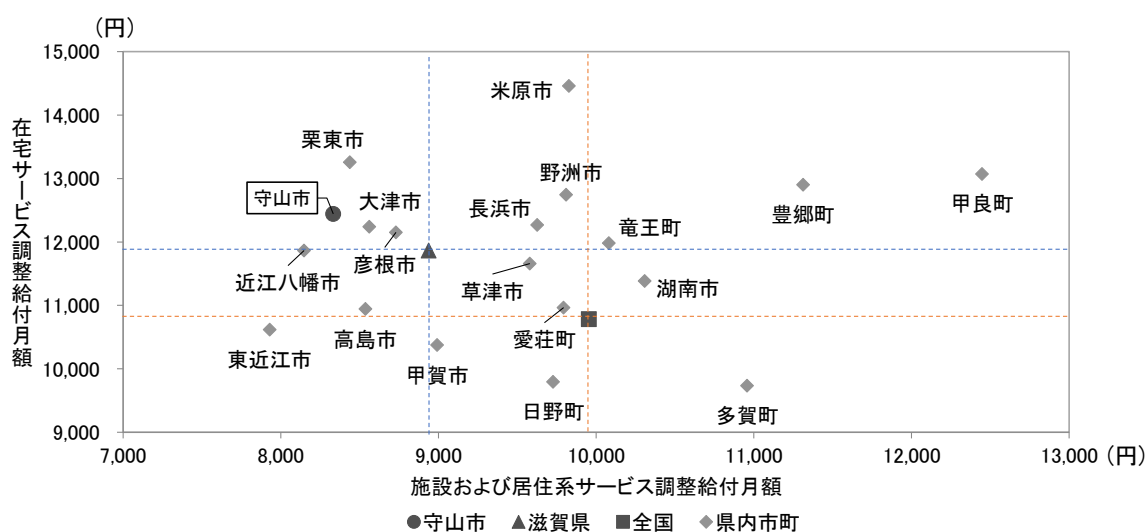 (円)
15,000
14,000
13,000
12,000
11,000
10,000
9,000
在宅サービス調整給付月額
米原市
栗東市
野洲市
守山市
大津市
長浜市
竜王町
豊郷町
甲良町
近江八幡市
彦根市
草津市
湖南市
東近江市
高島市
甲賀市
愛荘町
日野町
多賀町
7,000
8,000
9,000
10,000
11,000
12,000
13,000
(円)
施設および居住系サービス調整給付月額
●守山市 ▲滋賀県 ■全国 ◆県内市町